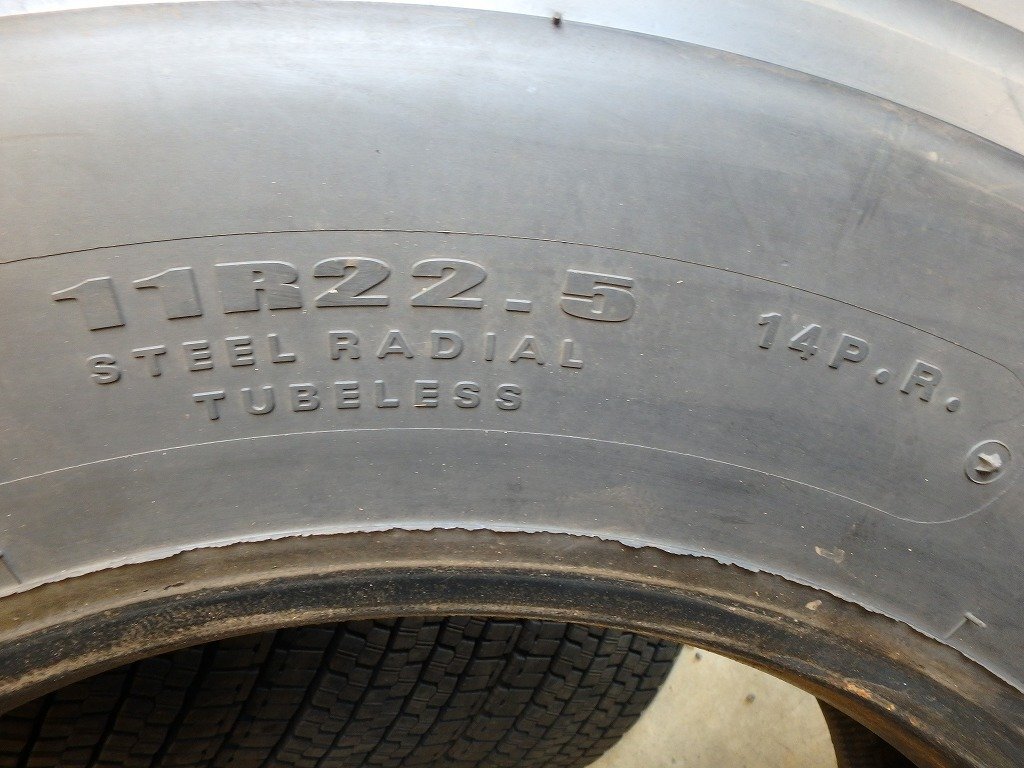 11R22.5
STEEL RADIAL
TUBELESS
14P.R.